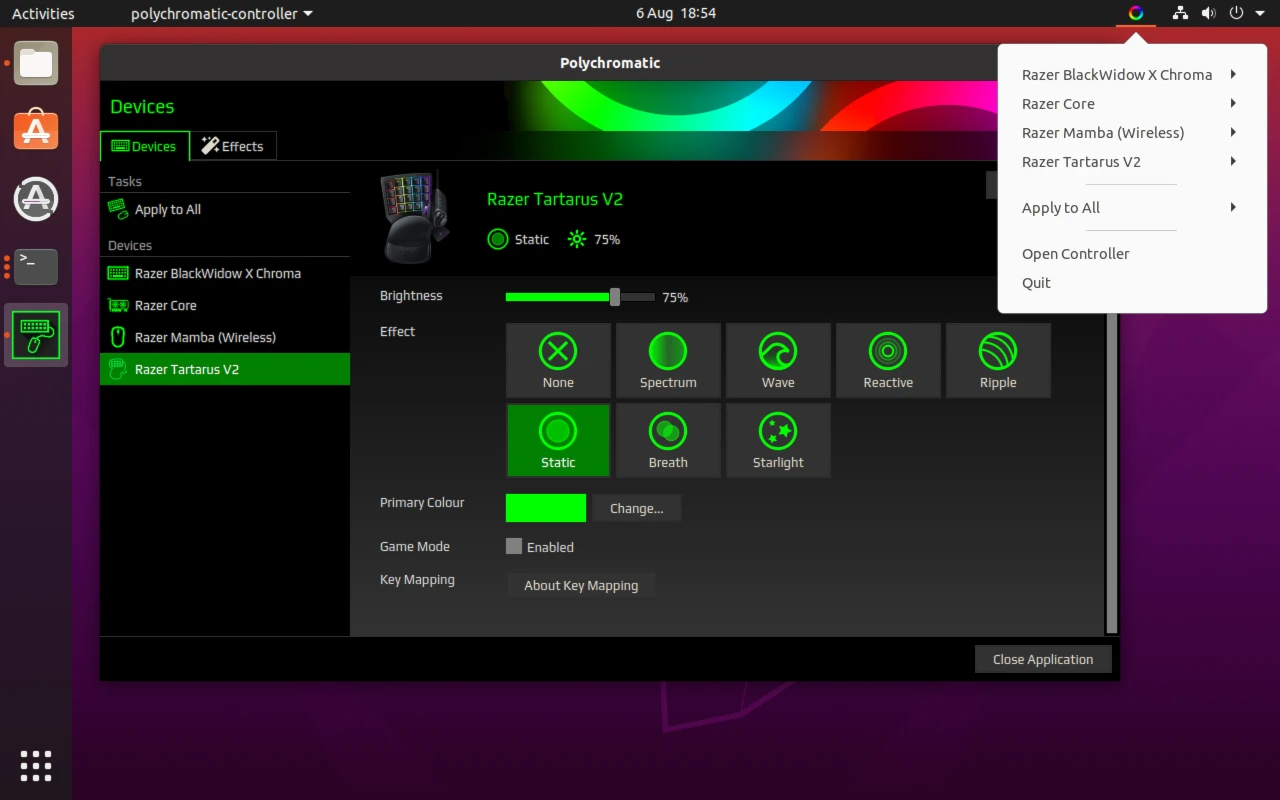 Activities
polychromatic-controller
6 Aug 18:54
Polychromatic
Devices
Devices
Effects
Tasks
Apply to All
Devices
Razer BlackWidow X Chroma
Razer Core
Razer Mamba (Wireless)
Razer Tartarus V2
Razer Tartarus V2
Static
75%
Brightness
75%
Effect
None
Spectrum
Wave
Reactive
Ripple
Static
Breath
Starlight
Primary Colour
Change...
Game Mode
Enabled
Key Mapping
About Key Mapping
Close Application
Razer BlackWidow X Chroma
Razer Core
Razer Mamba (Wireless)
Razer Tartarus V2
Apply to All
Open Controller
Quit